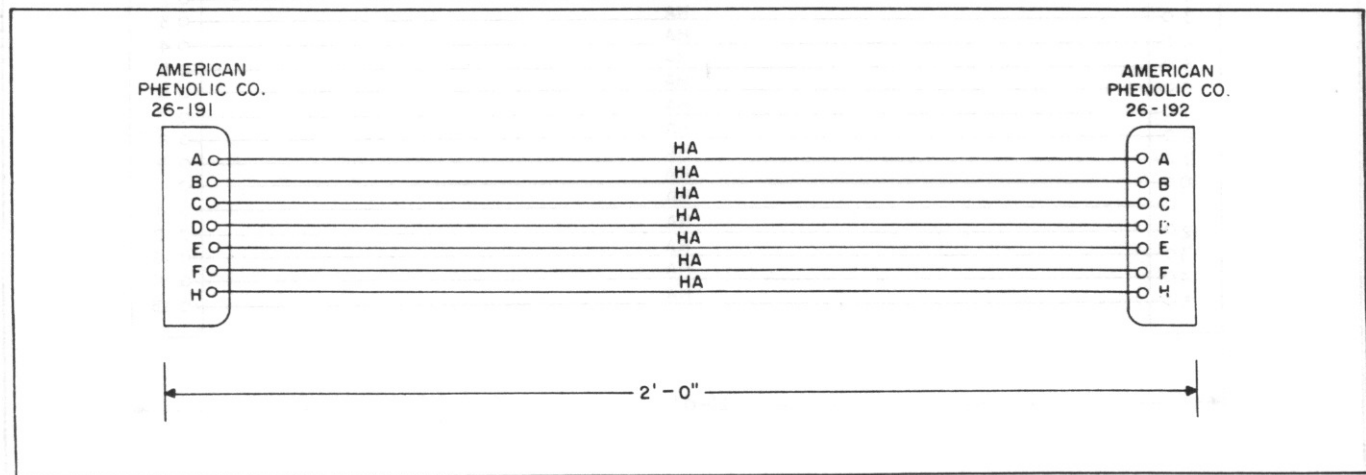 AMERICAN
PHENOLIC CO.
26-191
AMERICAN
PHENOLIC CO.
26-192
A HA A
B HA B
C HA C
D HA D
E HA E
F HA F
H HA H
2'-0"